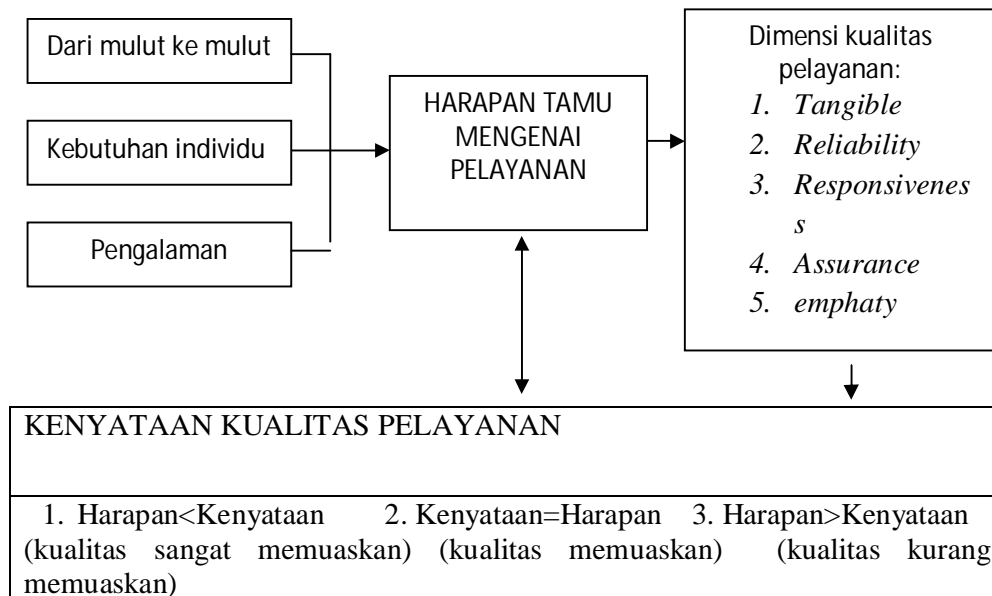 Dari mulut ke mulut
Kebutuhan individu
Pengalaman
HARAPAN TAMU
MENGENAI
PELAYANAN
Dimensi kualitas
pelayanan:
1. Tangible
2. Reliability
3. Responsivenes
s
4. Assurance
5. emphaty
KENYATAAN KUALITAS PELAYANAN
1. Harapan<Kenyataan 2. Kenyataan=Harapan 3. Harapan>Kenyataan
(kualitas sangat memuaskan) (kualitas memuaskan) (kualitas kurang
memuaskan)